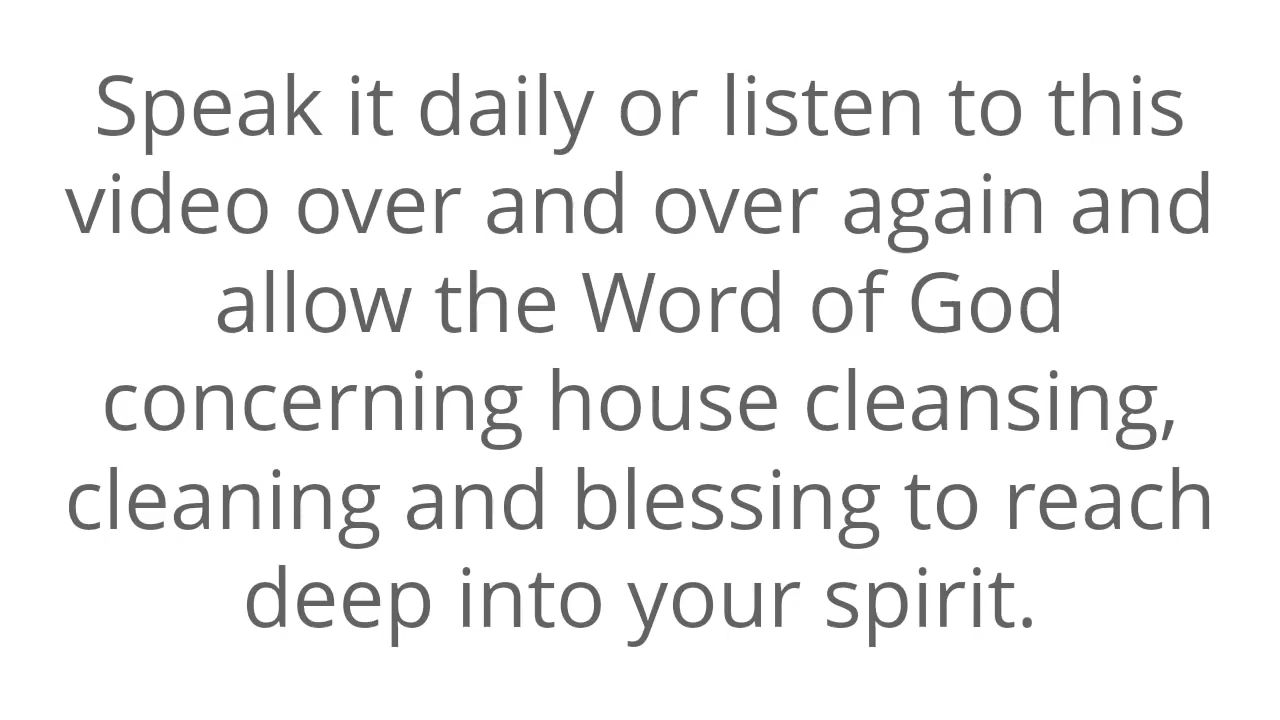 Speak it daily or listen to this
video over and over again and
allow the Word of God
concerning house cleansing,
cleaning and blessing to reach
deep into your spirit.